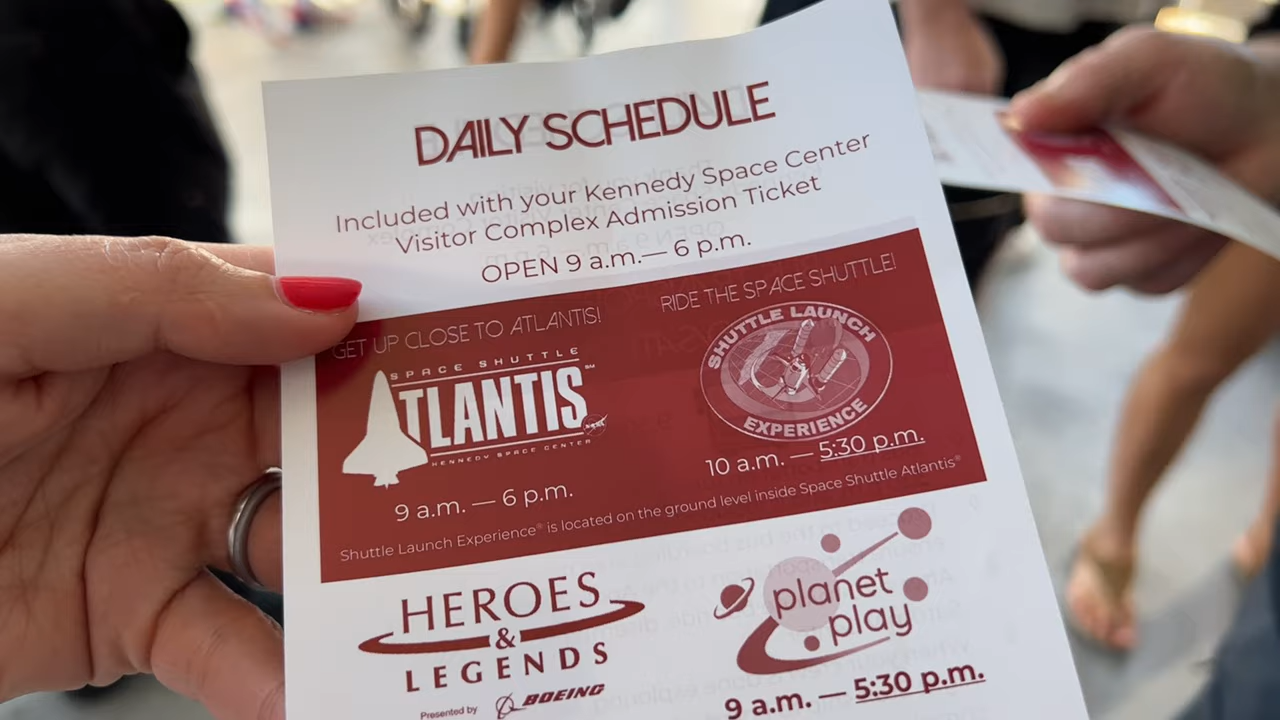 DAILY SCHEDULE
Included with your Kennedy Space Center
Visitor Complex Admission Ticket
OPEN 9 a.m.— 6 p.m.
GET UP CLOSE TO ATLANTIS!
SPACE SHUTTLE
ATLANTIS℠
KENNEDY SPACE CENTER
9 a.m. — 6 p.m.
RIDE THE SPACE SHUTTLE!
SHUTTLE LAUNCH
EXPERIENCE
10 a.m. — 5:30 p.m.
Shuttle Launch Experience® is located on the ground level inside Space Shuttle Atlantis®
HEROES
&
LEGENDS
Presented by BOEING
planet
play
9 a.m. — 5:30 p.m.